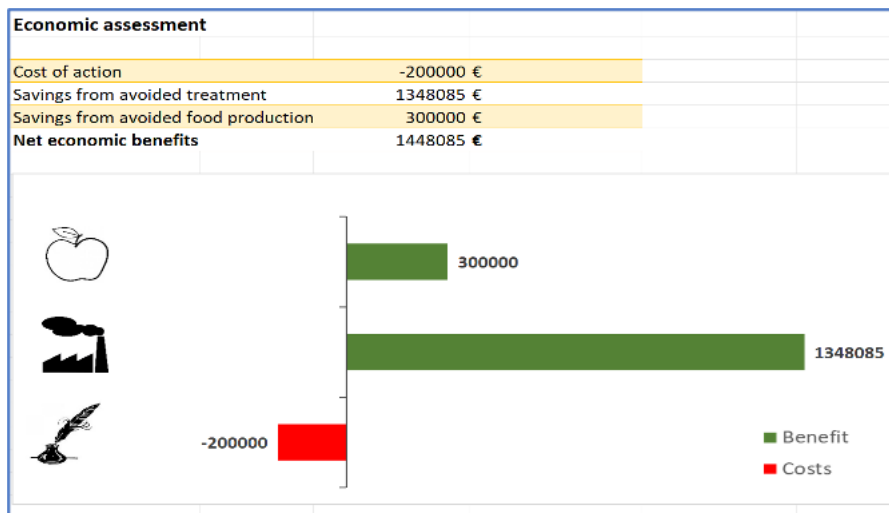 Economic assessment
Cost of action -200000 €
Savings from avoided treatment 1348085 €
Savings from avoided food production 300000 €
Net economic benefits 1448085 €
300000
1348085
-200000
Benefit
Costs